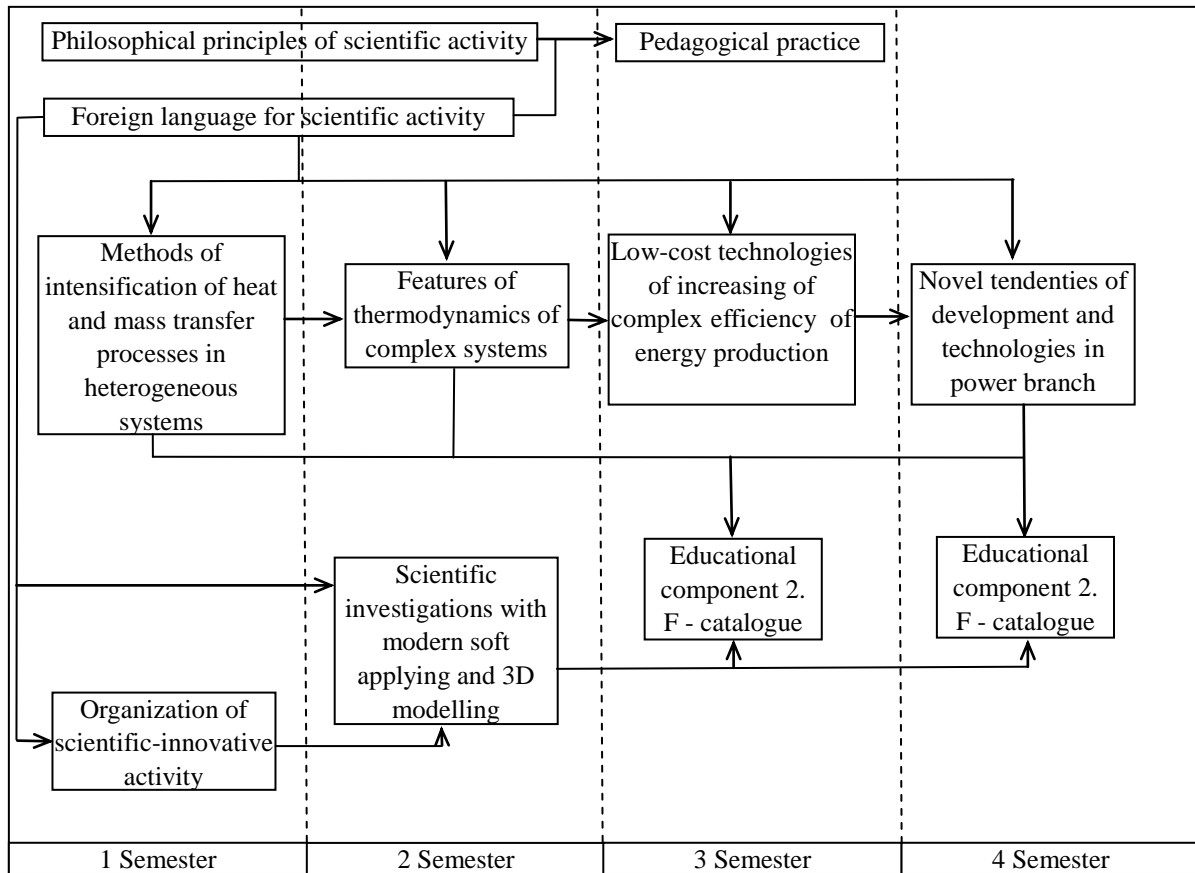 Philosophical principles of scientific activity
Pedagogical practice
Foreign language for scientific activity
Methods of
intensification of heat
and mass transfer
processes in
heterogeneous
systems
Features of
thermodynamics of
complex systems
Low-cost technologies
of increasing of
complex efficiency of
energy production
Novel tendenties of
development and
technologies in
power branch
Scientific
investigations with
modern soft
applying and 3D
modelling
Educational
component 2.
F - catalogue
Educational
component 2.
F - catalogue
Organization of
scientific-innovative
activity
1 Semester
2 Semester
3 Semester
4 Semester